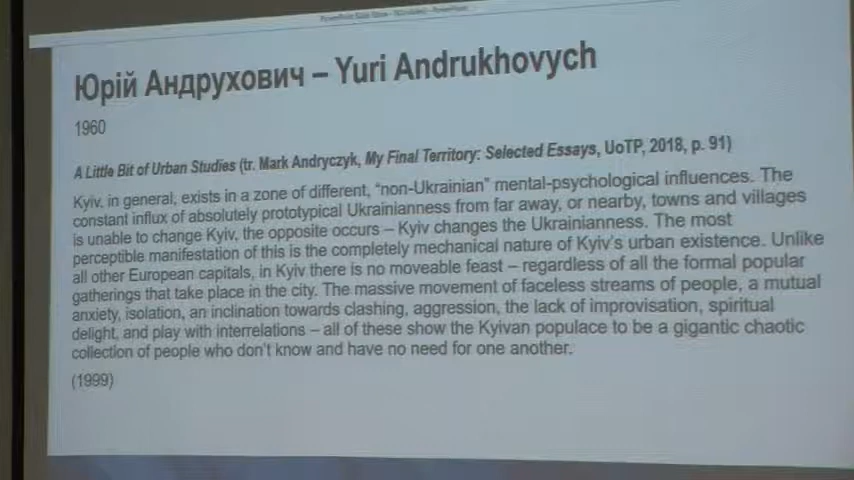 Юрій Андрухович – Yuri Andrukhovych
1960
A Little Bit of Urban Studies (tr. Mark Andryczyk, My Final Territory: Selected Essays, UoTP, 2018, p. 91)
Kyiv, in general, exists in a zone of different, “non-Ukrainian” mental-psychological influences. The
constant influx of absolutely prototypical Ukrainianness from far away, or nearby, towns and villages
is unable to change Kyiv, the opposite occurs – Kyiv changes the Ukrainianness. The most
perceptible manifestation of this is the completely mechanical nature of Kyiv’s urban existence. Unlike
all other European capitals, in Kyiv there is no moveable feast – regardless of all the formal popular
gatherings that take place in the city. The massive movement of faceless streams of people, a mutual
anxiety, isolation, an inclination towards clashing, aggression, the lack of improvisation, spiritual
delight, and play with interrelations – all of these show the Kyivan populace to be a gigantic chaotic
collection of people who don’t know and have no need for one another.
(1999)